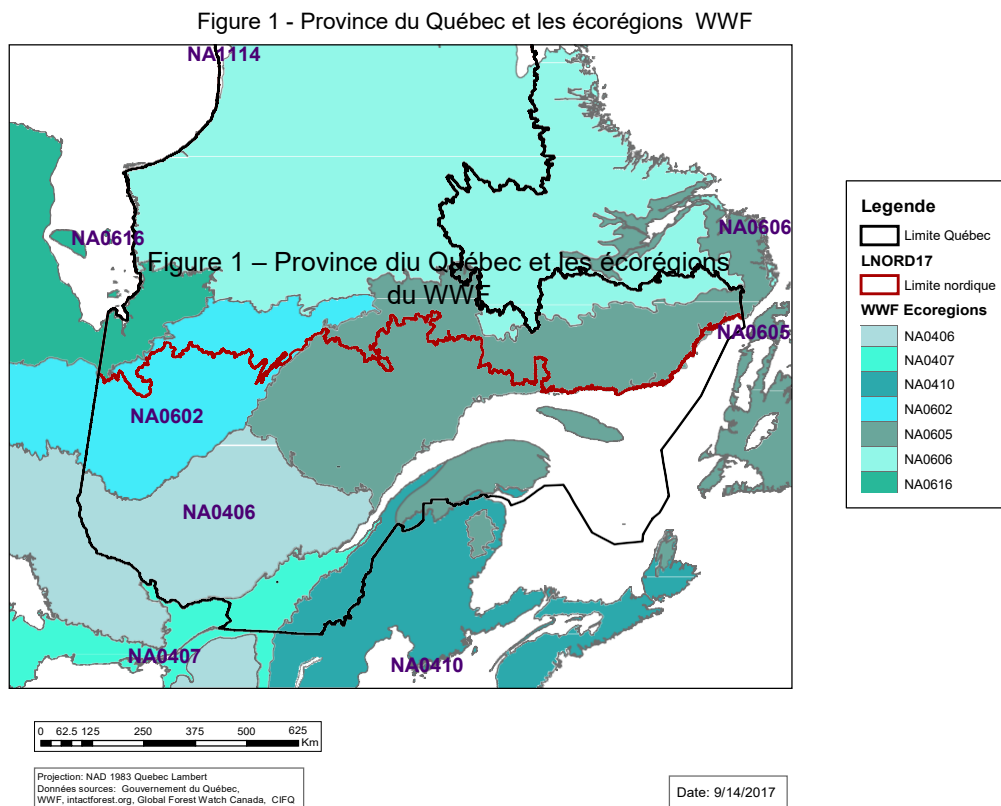 Figure 1 - Province du Québec et les écorégions WWF
NA1114
NA0616
NA0606
Figure 1 – Province diu Québec et les écorégions
du WWF
NA0605
NA0602
NA0406
NA0407
NA0410
Legende
Limite Québec
LNORD17
Limite nordique
WWF Ecoregions
NA0406
NA0407
NA0410
NA0602
NA0605
NA0606
NA0616
0 62.5 125 250 375 500 625
Km
Projection: NAD 1983 Quebec Lambert
Données sources: Gouvernement du Québec,
WWF, intactforest.org, Global Forest Watch Canada, CIFQ
Date: 9/14/2017